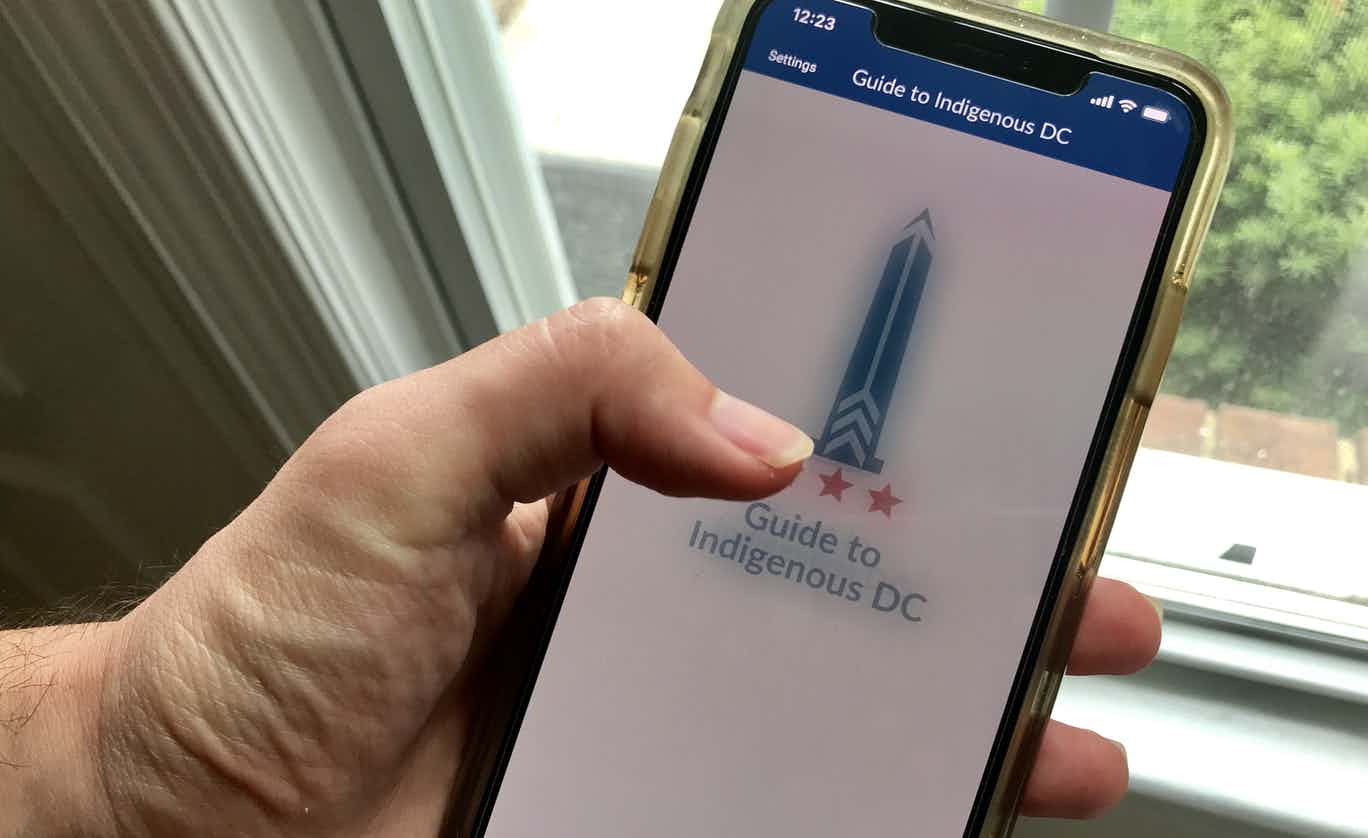 12:23
Settings
Guide to Indigenous DC
Guide to
Indigenous DC